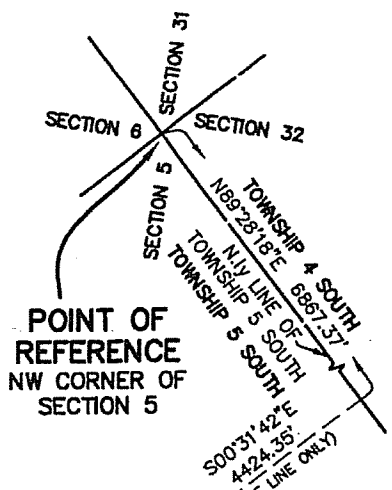 SECTION 31
SECTION 6
SECTION 32
SECTION 5
TOWNSHIP 4 SOUTH
N89°28'18"E 6867.37'
N.ly LINE OF
TOWNSHIP 5 SOUTH
TOWNSHIP 5 SOUTH
POINT OF
REFERENCE
NW CORNER OF
SECTION 5
S00°31'42"E
4424.35'
LINE ONLY)